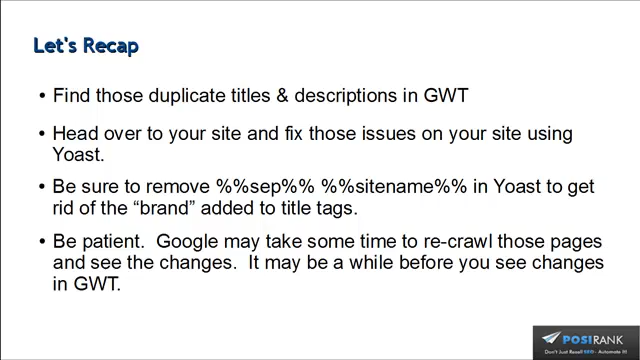 Let's Recap
• Find those duplicate titles & descriptions in GWT
• Head over to your site and fix those issues on your site using
Yoast.
• Be sure to remove %%sep%% %%sitename%% in Yoast to get
rid of the “brand” added to title tags.
• Be patient.  Google may take some time to re-crawl those pages
and see the changes.  It may be a while before you see changes
in GWT.
POSIRANK
Don't Just Resell SEO - Automate It!